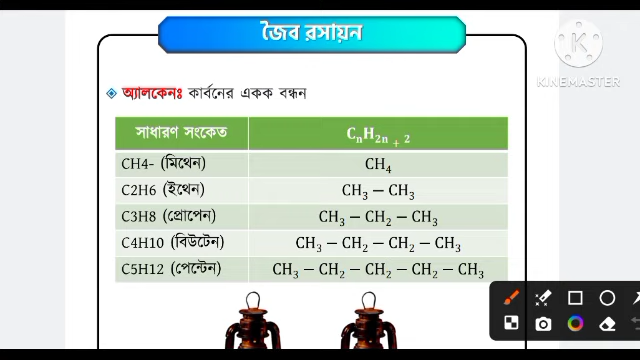 জৈব রসায়ন
K
KINEMASTER
অ্যালকেনঃ কার্বনের একক বন্ধন
সাধারণ সংকেত CₙH₂ₙ₊₂
CH4- (মিথেন) CH₄
C2H6 (ইথেন) CH₃ − CH₃
C3H8 (প্রোপেন) CH₃ − CH₂ − CH₃
C4H10 (বিউটেন) CH₃ − CH₂ − CH₂ − CH₃
C5H12 (পেন্টেন) CH₃ − CH₂ − CH₂ − CH₂ − CH₃